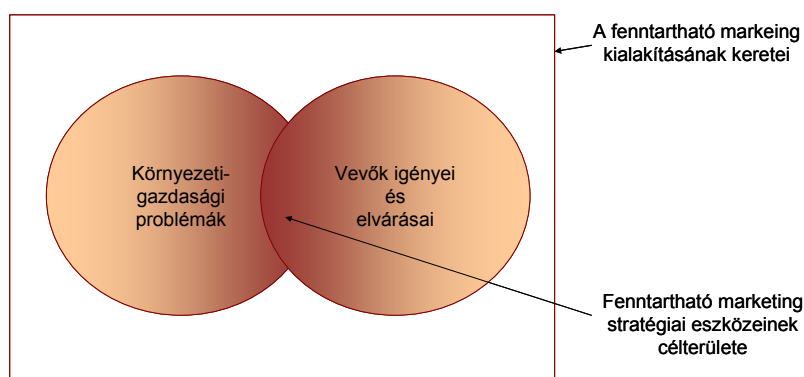 A fenntartható markeing
kialakításának keretei
Környezeti-
gazdasági
problémák
Vevők igényei
és
elvárásai
Fenntartható marketing
stratégiai eszközeinek
célterülete